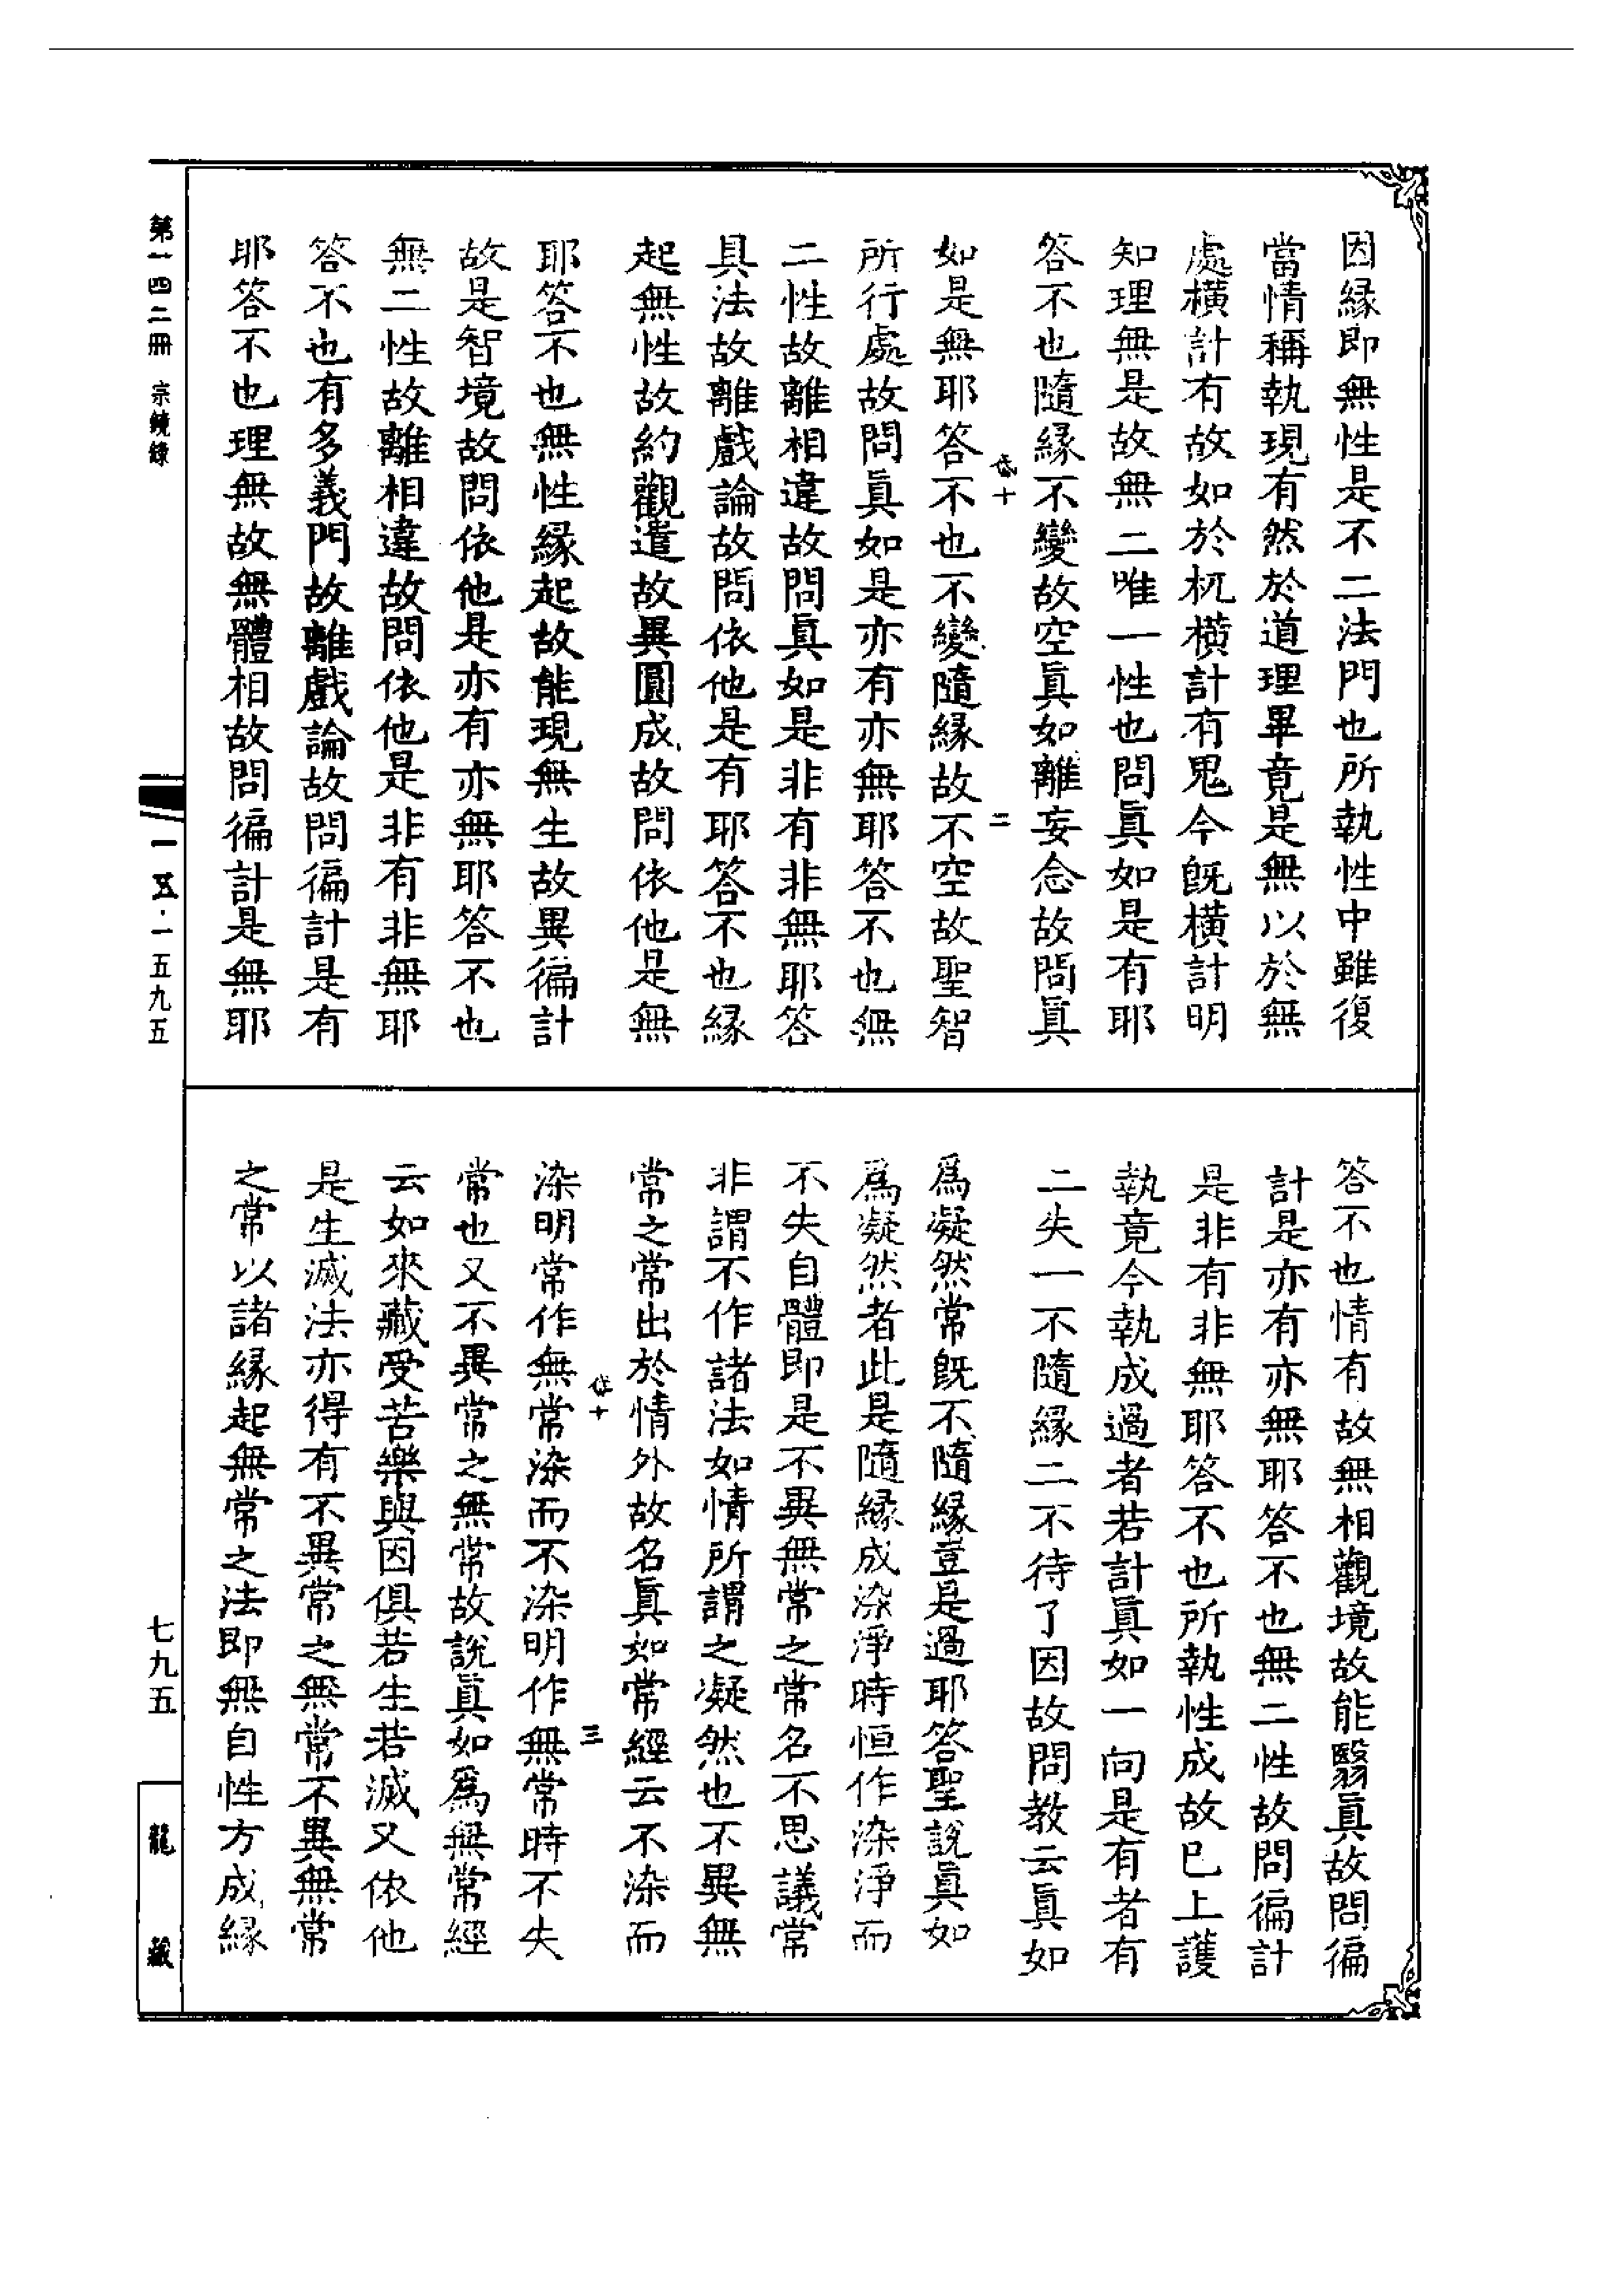 因緣即無性是不二法門也所執性中雖復
當情稱執現有然於道理畢竟是無以於無
處橫計有故如於杌橫計有鬼今旣橫計明
知理無是故無二唯一性也問眞如是有耶
答不也隨緣不變故空眞如離妄念故問眞
岱十 二
如是無耶答不也不變隨緣故不空故聖智
所行處故問眞如是亦有亦無耶答不也無
二性故離相違故問眞如是非有非無耶答
具法故離戲論故問依他是有耶答不也緣
起無性故約觀遣故異圓成故問依他是無
耶答不也無性緣起故能現無生故異徧計
故是智境故問依他是亦有亦無耶答不也
無二性故離相違故問依他是非有非無耶
答不也有多義門故離戲論故問徧計是有
耶答不也理無故無體相故問徧計是無耶
答不也情有故無相觀境故能翳眞故問徧
計是亦有亦無耶答不也無二性故問徧計
是非有非無耶答不也所執性成故巳上護
執竟今執成過者若計眞如一向是有者有
二失一不隨緣二不待了因故問教云眞如
爲凝然常旣不隨緣豈是過耶答聖說眞如
爲凝然者此是隨緣成染淨時恒作染淨而
不失自體即是不異無常之常名不思議常
非謂不作諸法如情所謂之凝然也不異無
常之常出於情外故名眞如常經云不染而
岱十 三
染明常作無常染而不染明作無常時不失
常也又不異常之無常故說眞如爲無常經
云如來藏受苦樂與因俱若生若滅又依他
是生滅法亦得有不異常之無常不異無常
之常以諸緣起無常之法即無自性方成緣
第一四二冊 宗鏡錄
一五·一五九五
七九五
龍藏